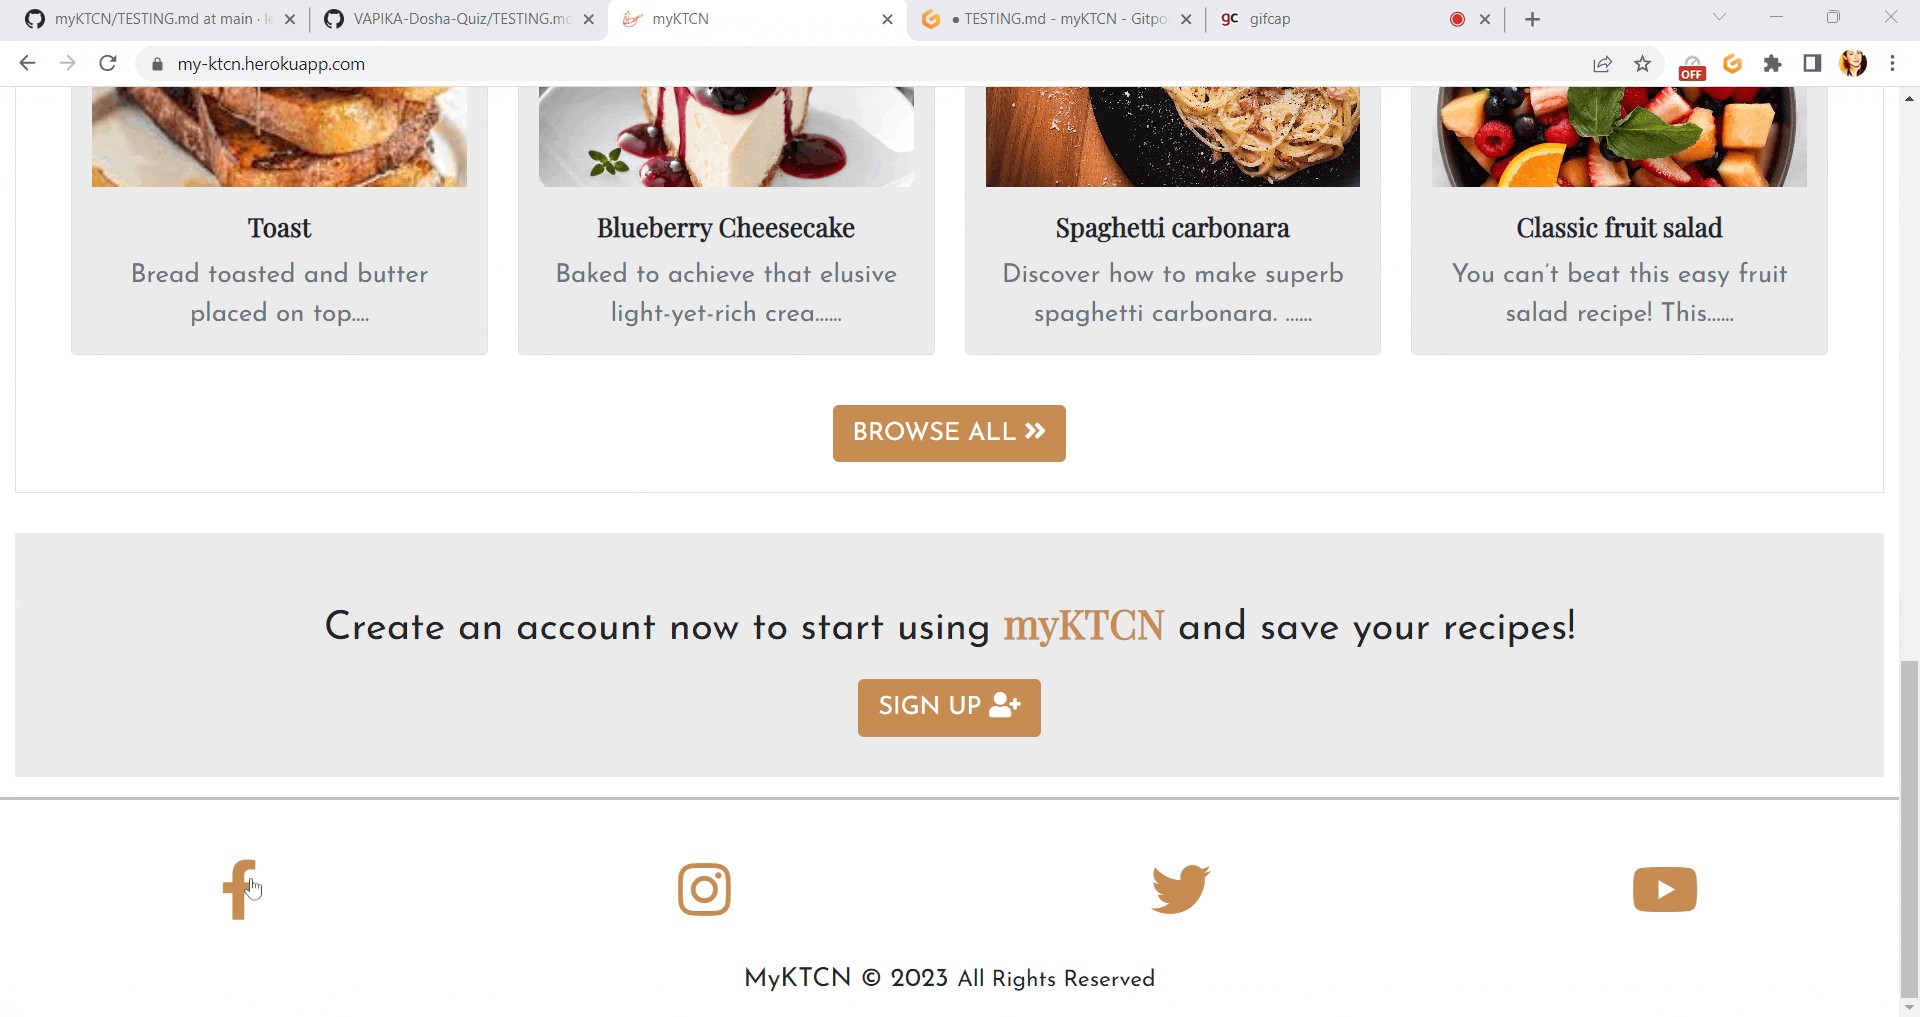 myKTCN/TESTING.md at main ·
VAPIKA-Dosha-Quiz/TESTING.md
myKTCN
• TESTING.md - myKTCN - Gitpo
gc gifcap
my-ktcn.herokuapp.com
OFF
Toast
Bread toasted and butter
placed on top....
Blueberry Cheesecake
Baked to achieve that elusive
light-yet-rich crea......
Spaghetti carbonara
Discover how to make superb
spaghetti carbonara. ......
Classic fruit salad
You can't beat this easy fruit
salad recipe! This......
BROWSE ALL
Create an account now to start using myKTCN and save your recipes!
SIGN UP
MyKTCN © 2023 All Rights Reserved